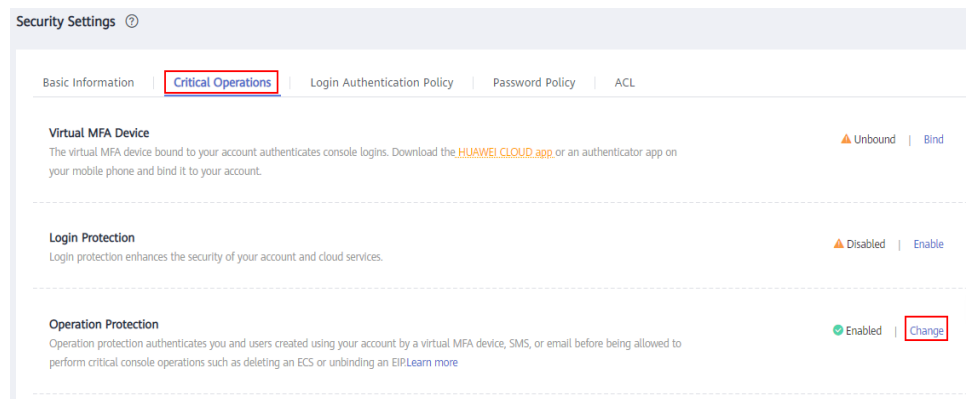 Security Settings ?
Basic Information | Critical Operations | Login Authentication Policy | Password Policy | ACL
Virtual MFA Device
The virtual MFA device bound to your account authenticates console logins. Download the HUAWEI CLOUD app or an authenticator app on
your mobile phone and bind it to your account.
Unbound | Bind
Login Protection
Login protection enhances the security of your account and cloud services.
Disabled | Enable
Operation Protection
Operation protection authenticates you and users created using your account by a virtual MFA device, SMS, or email before being allowed to
perform critical console operations such as deleting an ECS or unbinding an EIP.Learn more
Enabled | Change